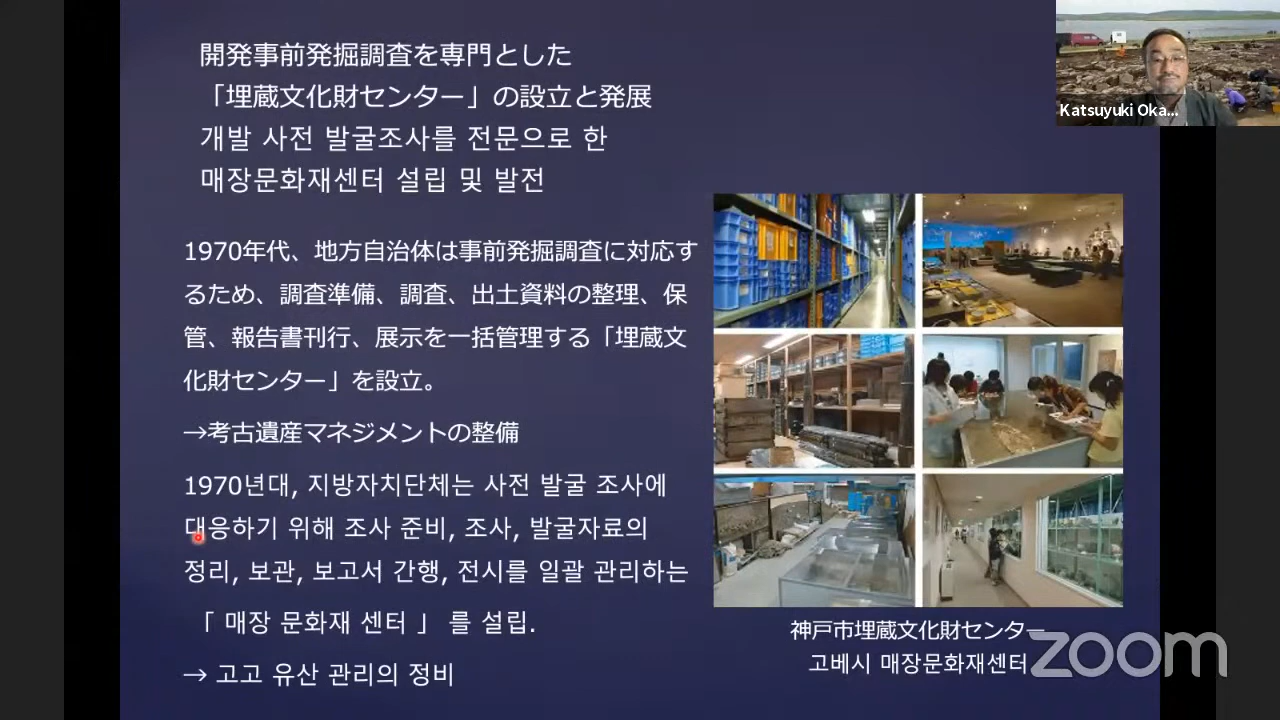 開発事前発掘調査を専門とした
「埋蔵文化財センター」の設立と発展
개발 사전 발굴조사를 전문으로 한
매장문화재센터 설립 및 발전
1970年代、地方自治体は事前発掘調査に対応す
るため、調査準備、調査、出土資料の整理、保
管、報告書刊行、展示を一括管理する「埋蔵文
化財センター」を設立。
→考古遺産マネジメントの整備
1970년대, 지방자치단체는 사전 발굴 조사에
대응하기 위해 조사 준비, 조사, 발굴자료의
정리, 보관, 보고서 간행, 전시를 일괄 관리하는
「 매장 문화재 센터 」 를 설립.
→ 고고 유산 관리의 정비
Katsuyuki Oka...
神戸市埋蔵文化財センター
고베시 매장문화재센터
zoom